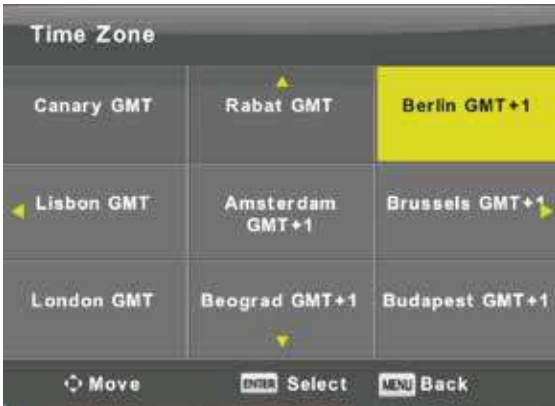 Time Zone
Canary GMT
Rabat GMT
Berlin GMT+1
Lisbon GMT
Amsterdam
GMT+1
Brussels GMT+1
London GMT
Beograd GMT+1
Budapest GMT+1
Move
ENTER Select
MENU Back